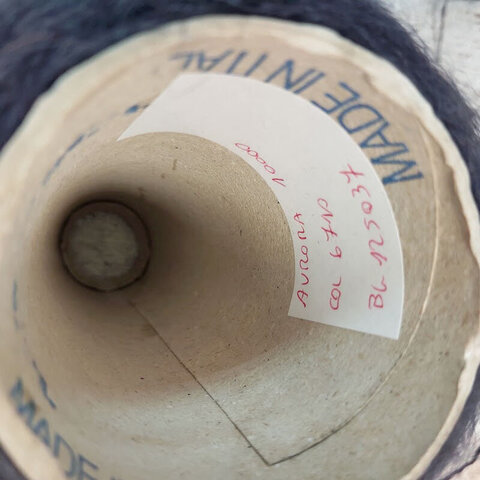 MADE IN ITAL
AURORA 10000
COL 6710
BL 125037
MADE